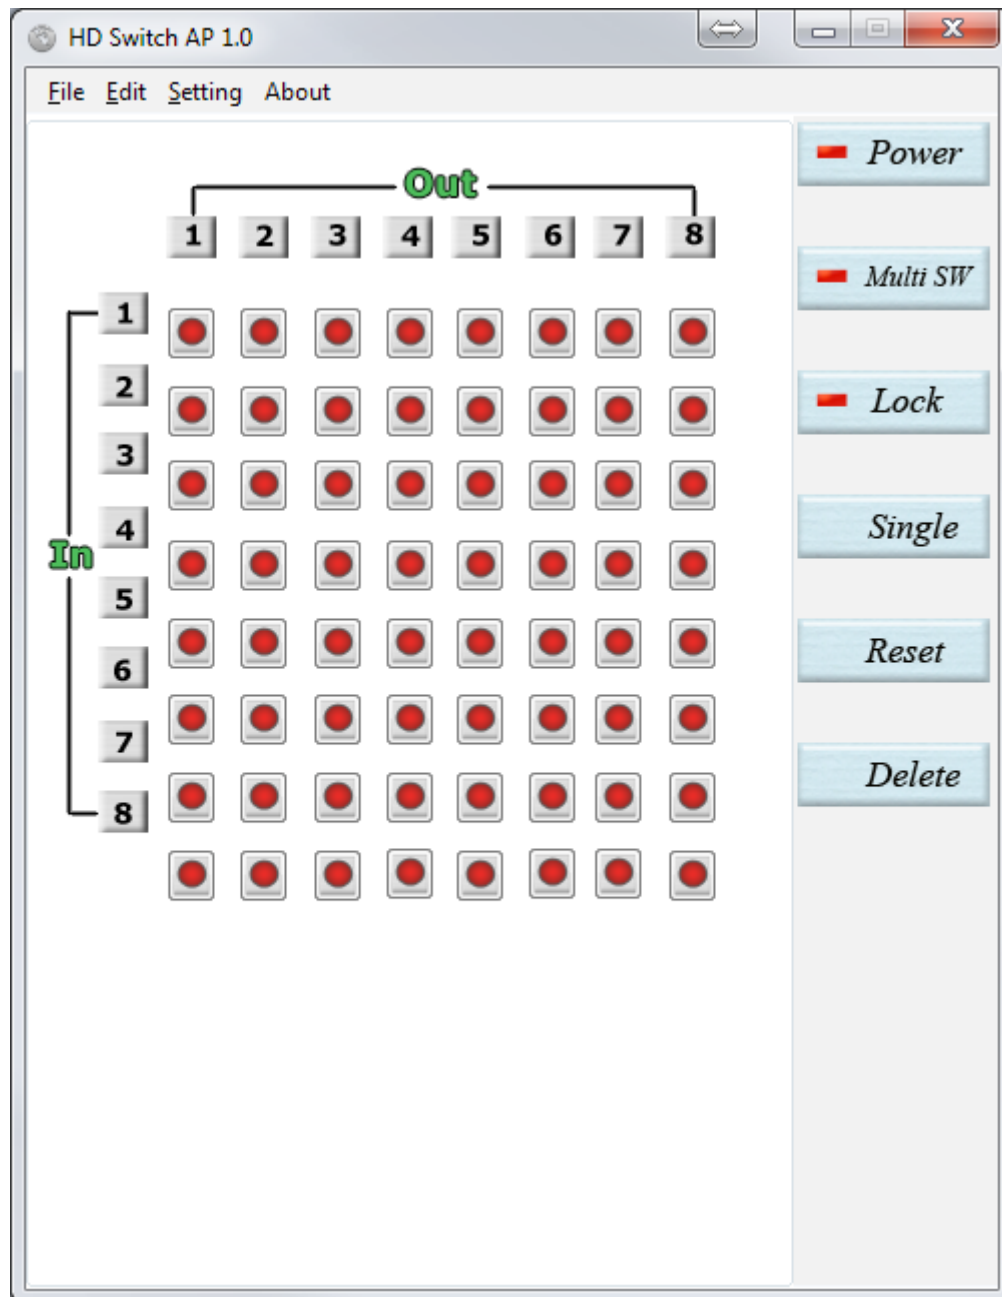 HD Switch AP 1.0
File Edit Setting About
Out
1 2 3 4 5 6 7 8
In
1
2
3
4
5
6
7
8
Power
Multi SW
Lock
Single
Reset
Delete